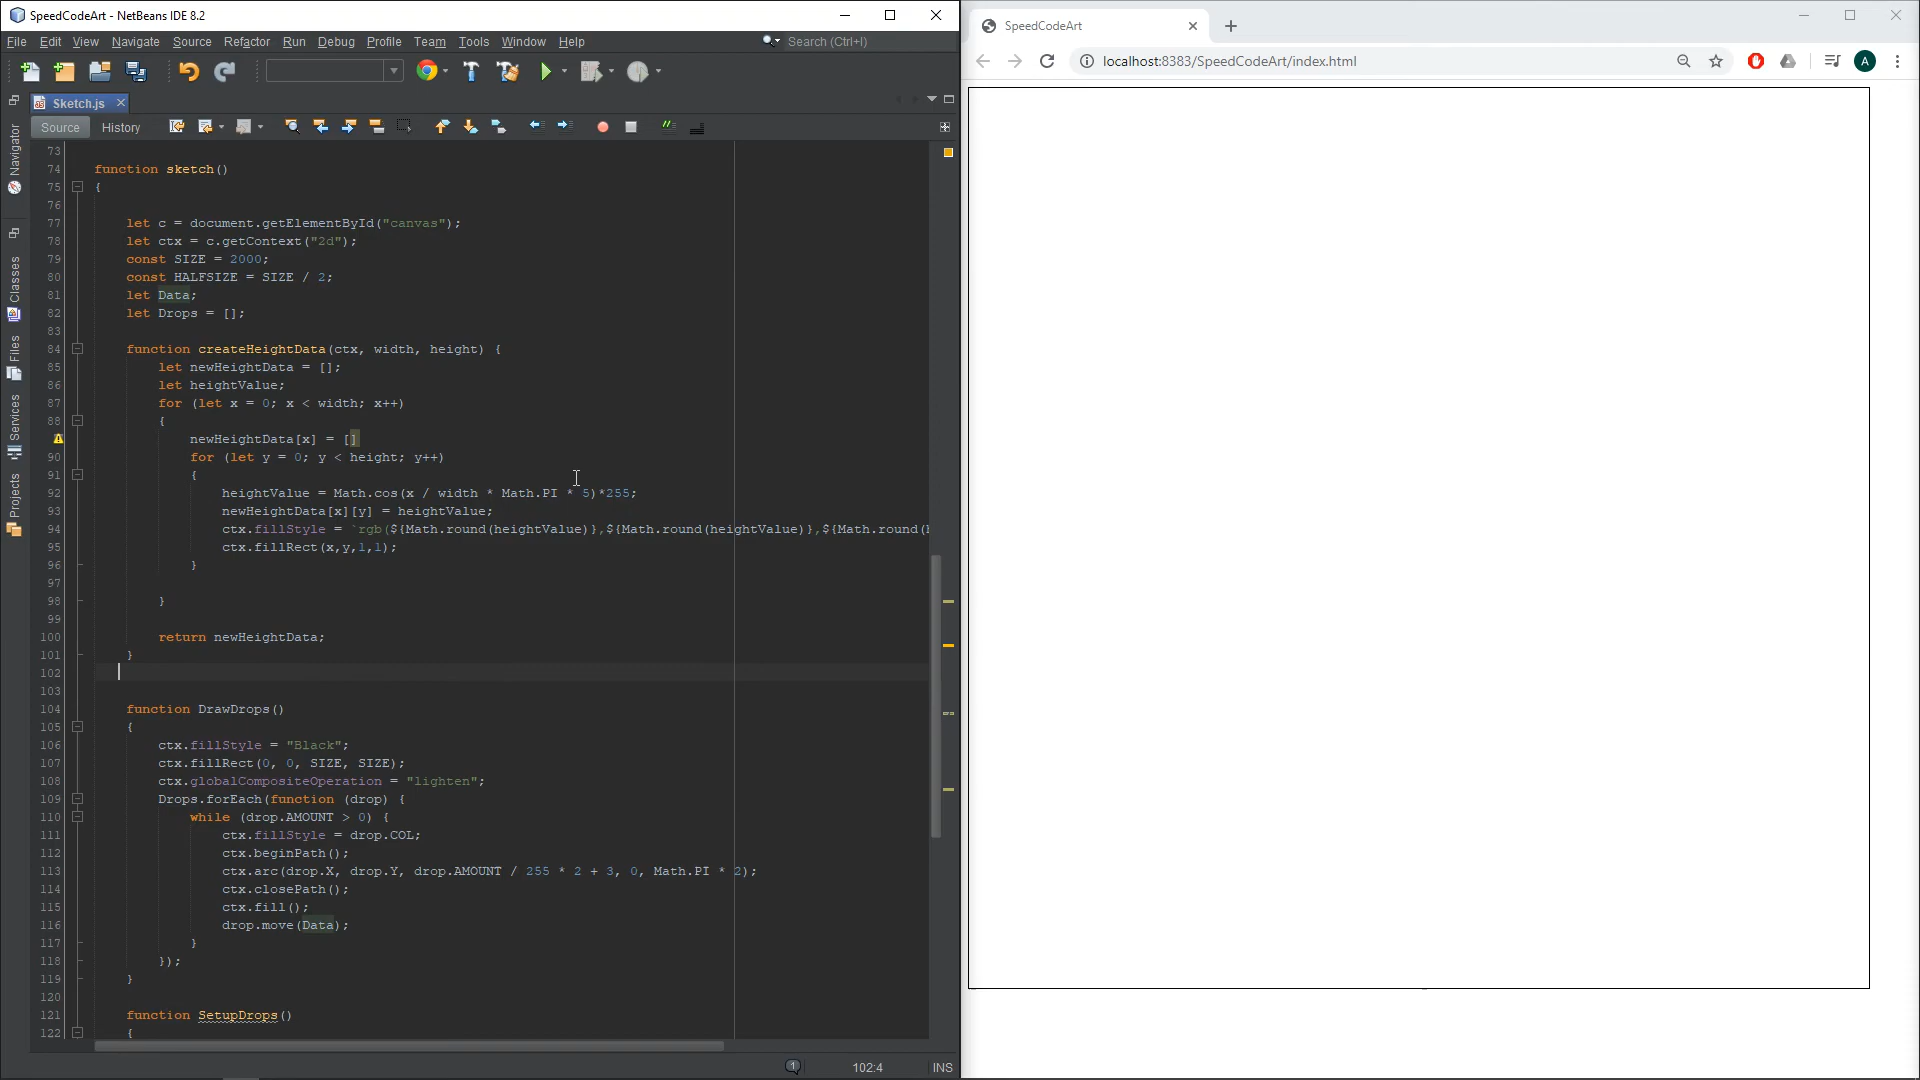 SpeedCodeArt - NetBeans IDE 8.2
File Edit View Navigate Source Refactor Run Debug Profile Team Tools Window Help
Search (Ctrl+I)
Sketch.js
Source History
Navigator
Classes
Files
Services
Projects
73
74 function sketch()
75 {
76
77 let c = document.getElementById("canvas");
78 let ctx = c.getContext("2d");
79 const SIZE = 2000;
80 const HALFSIZE = SIZE / 2;
81 let Data;
82 let Drops = [];
83
84 function createHeightData(ctx, width, height) {
85 let newHeightData = [];
86 let heightValue;
87 for (let x = 0; x < width; x++)
88 {
newHeightData[x] = []
90 for (let y = 0; y < height; y++)
91 {
92 heightValue = Math.cos(x / width * Math.PI * 5)*255;
93 newHeightData[x][y] = heightValue;
94 ctx.fillStyle = `rgb(${Math.round(heightValue)},${Math.round(heightValue)},${Math.round(
95 ctx.fillRect(x,y,1,1);
96 }
97
98 }
99
100 return newHeightData;
101 }
102
103
104 function DrawDrops()
105 {
106 ctx.fillStyle = "Black";
107 ctx.fillRect(0, 0, SIZE, SIZE);
108 ctx.globalCompositeOperation = "lighten";
109 Drops.forEach(function (drop) {
110 while (drop.AMOUNT > 0) {
111 ctx.fillStyle = drop.COL;
112 ctx.beginPath();
113 ctx.arc(drop.X, drop.Y, drop.AMOUNT / 255 * 2 + 3, 0, Math.PI * 2);
114 ctx.closePath();
115 ctx.fill();
116 drop.move(Data);
117 }
118 });
119 }
120
121 function SetupDrops()
122 {
1
102:4 INS
SpeedCodeArt
localhost:8383/SpeedCodeArt/index.html
A